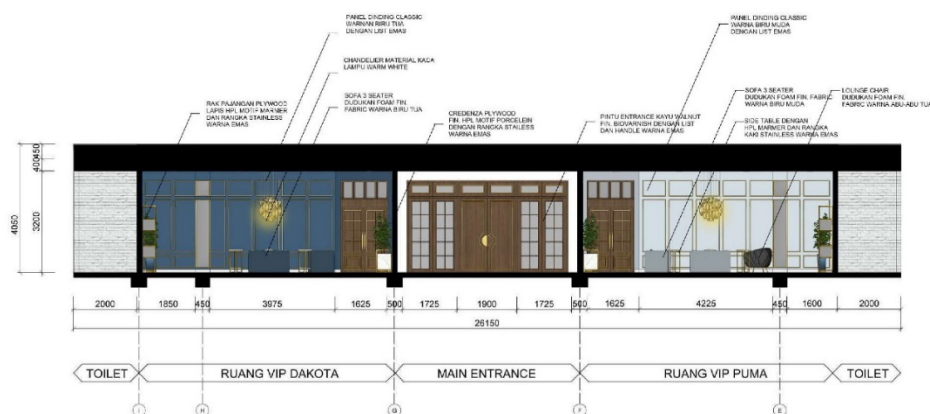 PANEL DINDING CLASSIC
WARNAN BIRU TUA
DENGAN LIST EMAS
CHANDELIER MATERIAL KACA
LAMPU WARM WHITE
SOFA 3 SEATER
DUDUKAN FOAM FIN.
FABRIC WARNA BIRU TUA
RAK PAJANGAN PLYWOOD
LAPIS HPL MOTIF MARMER
DAN RANGKA STAINLESS
WARNA EMAS
CREDENZA PLYWOOD
FIN. HPL MOTIF PORCELEIN
DENGAN RANGKA STAILESS
WARNA EMAS
PINTU ENTRANCE KAYU WALNUT
FIN. BIOVARNISH DENGAN LIST
DAN HANDLE WARNA EMAS
PANEL DINDING CLASSIC
WARNA BIRU MUDA
DENGAN LIST EMAS
SOFA 3 SEATER
DUDUKAN FOAM FIN. FABRIC
WARNA BIRU MUDA
LOUNGE CHAIR
DUDUKAN FOAM FIN.
FABRIC WARNA ABU-ABU TUA
SIDE TABLE DENGAN
HPL MARMER DAN RANGKA
KAKI STAINLESS WARNA EMAS
450
400
3200
4050
2000 1850 450 3975 1625 500 1725 1900 1725 500 1625 4225 450 1600 2000
26150
TOILET RUANG VIP DAKOTA MAIN ENTRANCE RUANG VIP PUMA TOILET
I H G F E